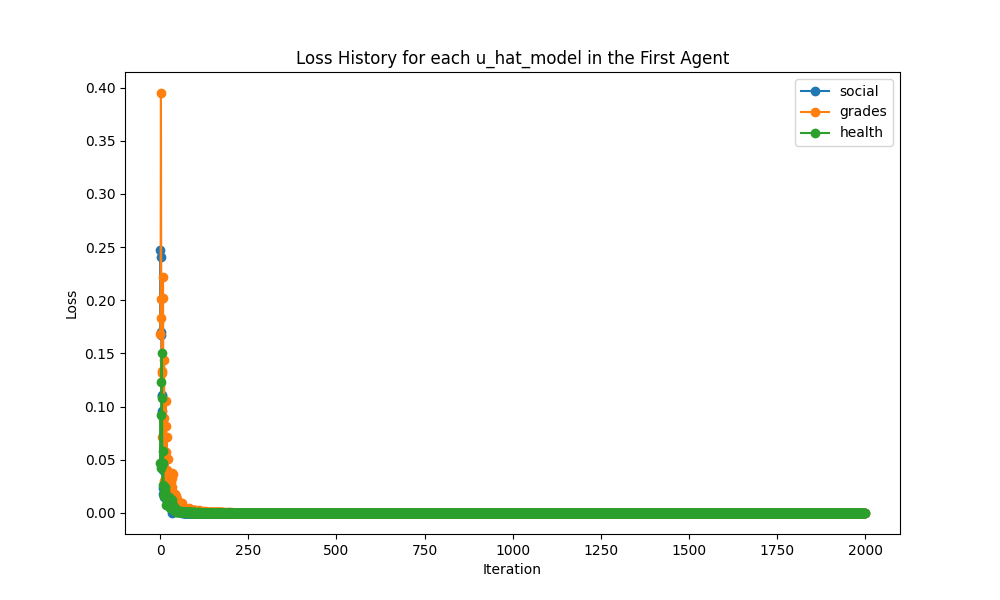 Loss History for each u_hat_model in the First Agent
social
grades
health
0.40
0.35
0.30
0.25
0.20
0.15
0.10
0.05
0.00
Loss
0 250 500 750 1000 1250 1500 1750 2000
Iteration